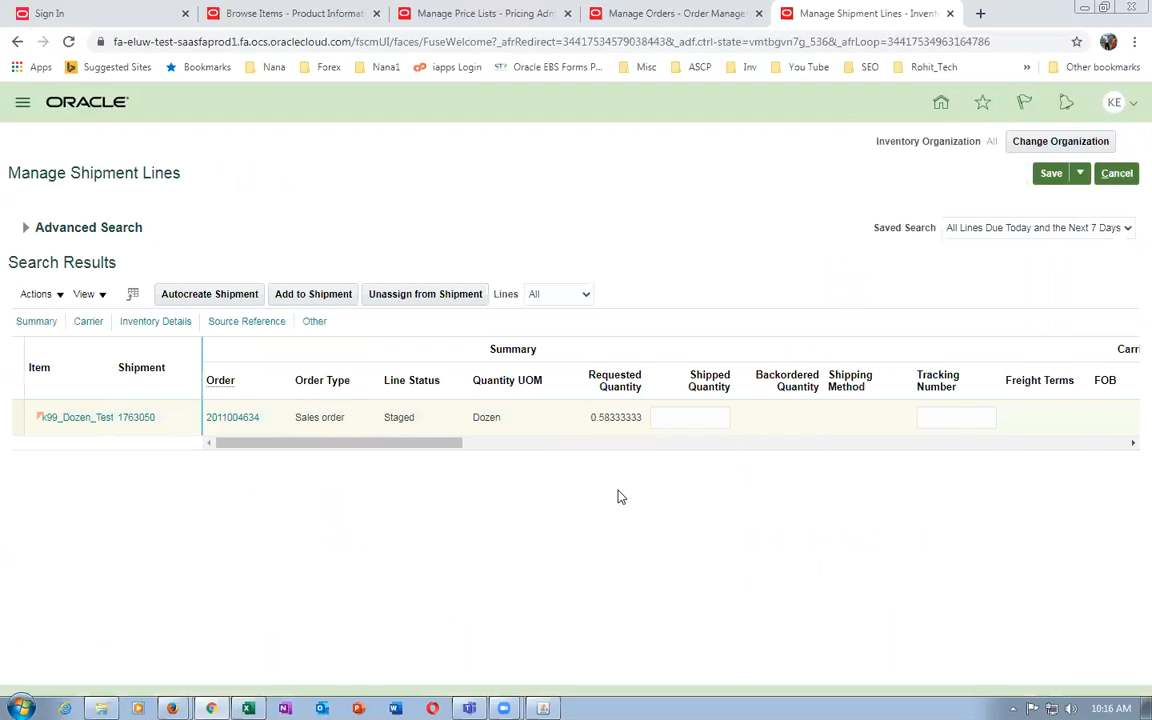 Sign In
Browse Items - Product Informat
Manage Price Lists - Pricing Adm
Manage Orders - Order Manage
Manage Shipment Lines - Invent
fa-eluw-test-saasfaprod1.fa.ocs.oraclecloud.com/fscmUI/faces/FuseWelcome?_afrRedirect=34417534579038443&_adf.ctrl-state=vmtbgvn7g_536&_afrLoop=34417534963164786
Apps Suggested Sites Bookmarks Nana Forex Nana1 iapps Login Oracle EBS Forms P... Misc ASCP Inv You Tube SEO Rohit_Tech » Other bookmarks
ORACLE
KE
Inventory Organization All Change Organization
Manage Shipment Lines
Save Cancel
Advanced Search
Saved Search All Lines Due Today and the Next 7 Days
Search Results
Actions View Autocreate Shipment Add to Shipment Unassign from Shipment Lines All
Summary Carrier Inventory Details Source Reference Other
Summary Carri
Item Shipment Order Order Type Line Status Quantity UOM Requested Quantity Shipped Quantity Backordered Quantity Shipping Method Tracking Number Freight Terms FOB
k99_Dozen_Test 1763050 2011004634 Sales order Staged Dozen 0.58333333
10:16 AM